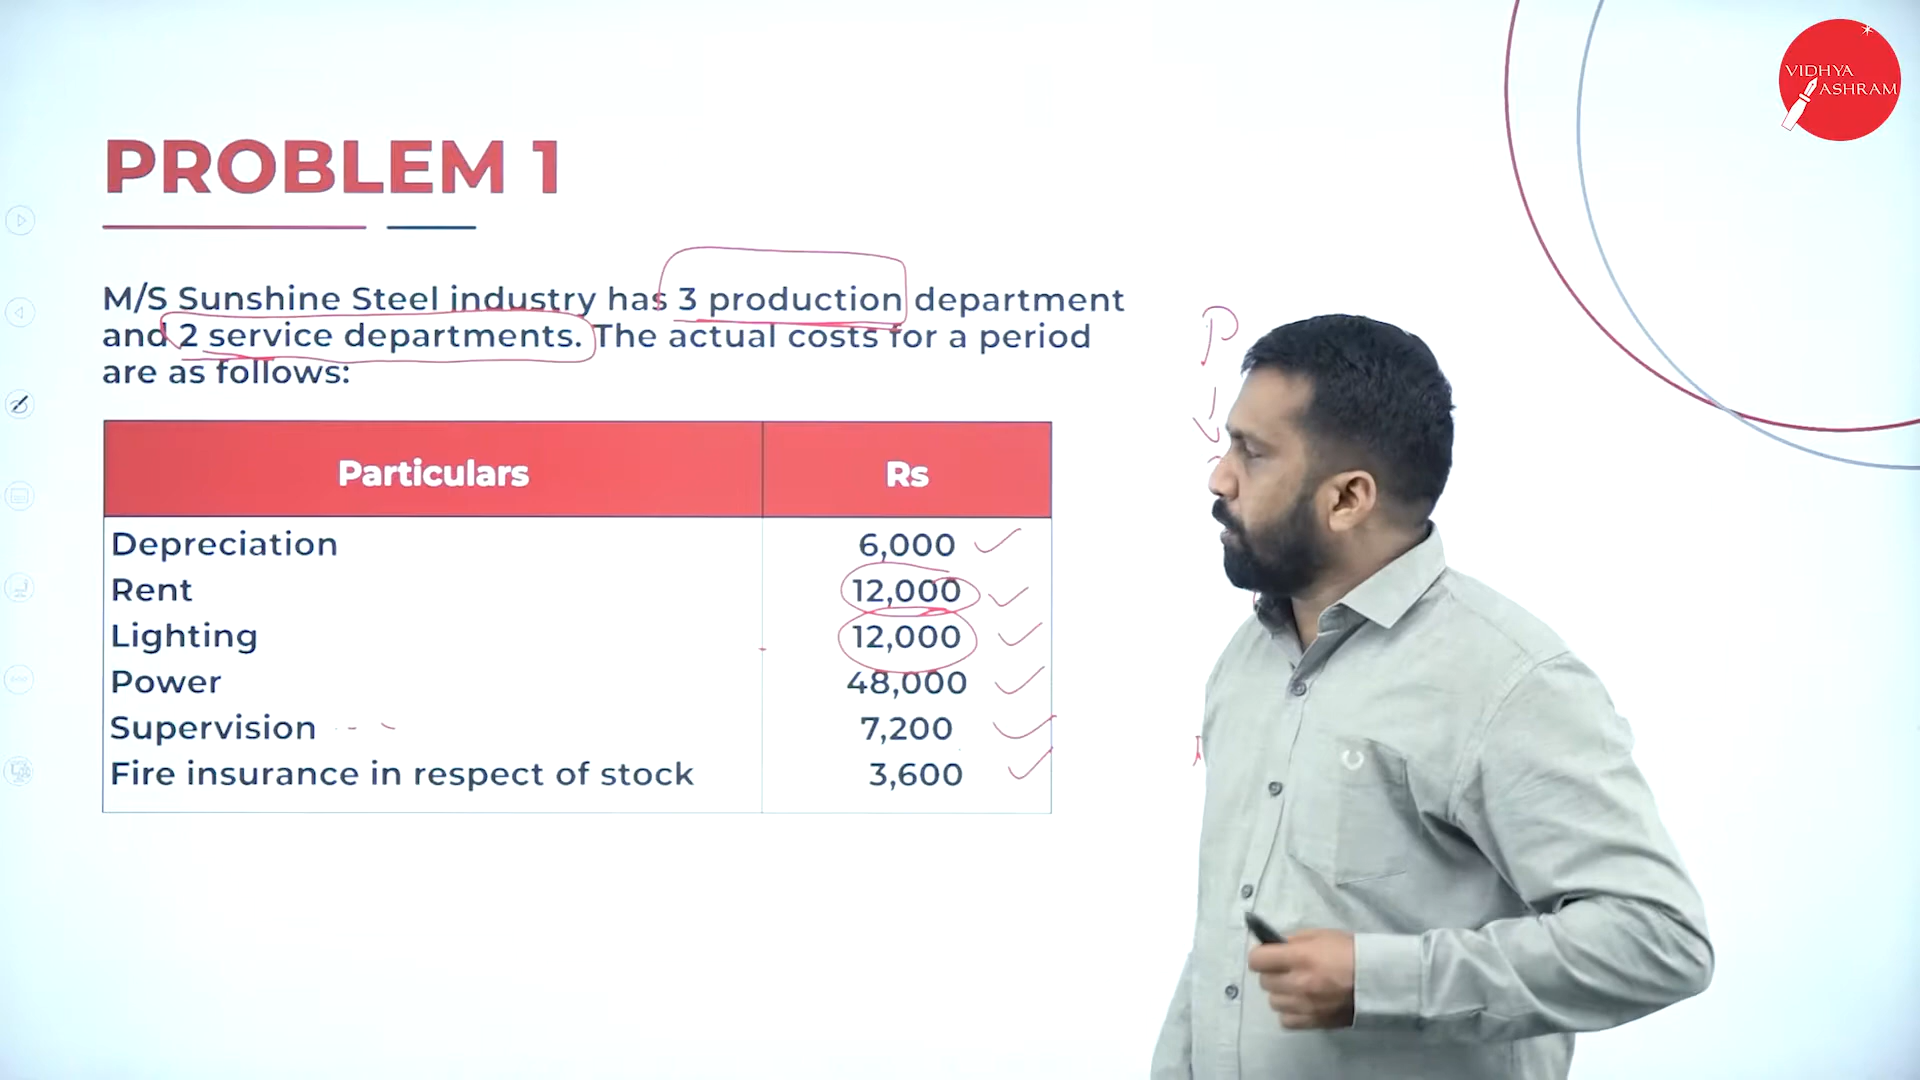 VIDHYA
ASHRAM
PROBLEM 1
M/S Sunshine Steel industry has 3 production department
and 2 service departments. The actual costs for a period
are as follows:
Particulars Rs
Depreciation 6,000
Rent 12,000
Lighting 12,000
Power 48,000
Supervision 7,200
Fire insurance in respect of stock 3,600
P